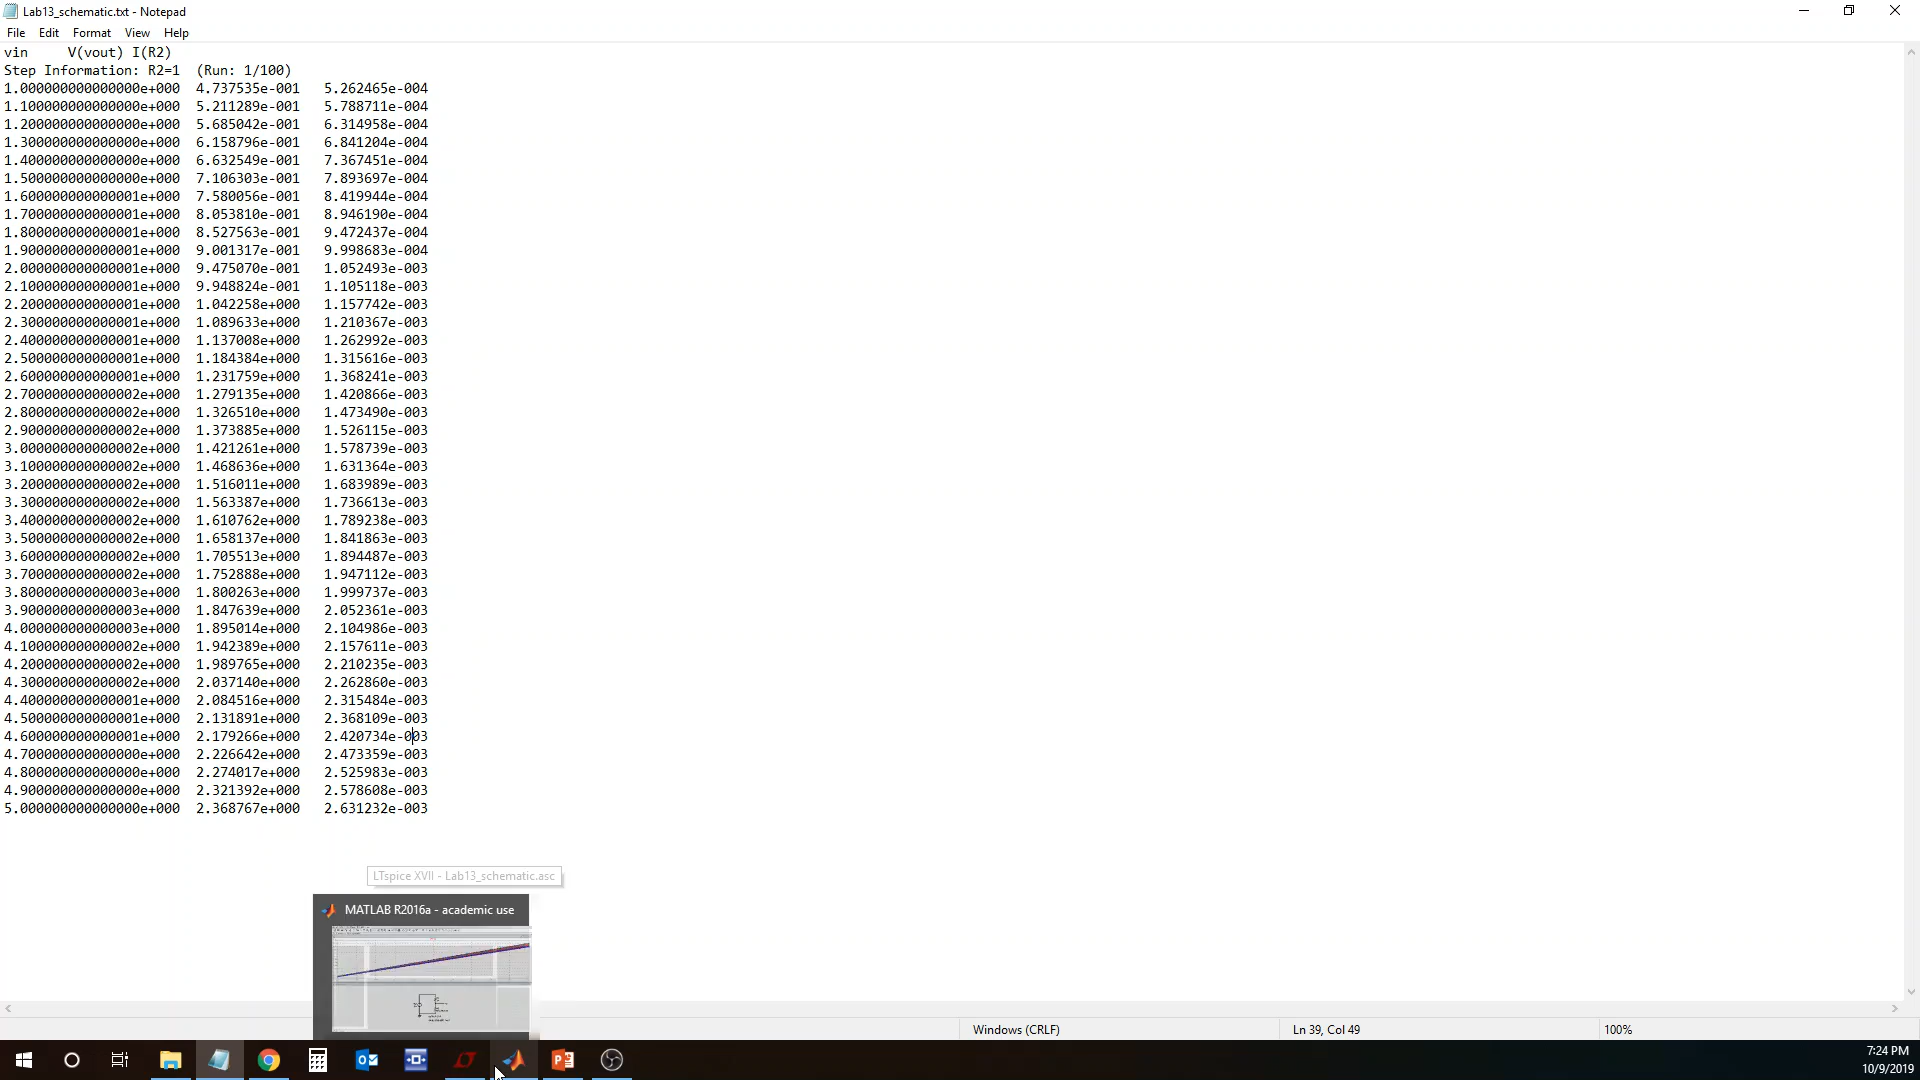 Lab13_schematic.txt - Notepad
File Edit Format View Help
vin V(vout) I(R2)
Step Information: R2=1 (Run: 1/100)
1.000000000000000e+000 4.737535e-001 5.262465e-004
1.100000000000000e+000 5.211289e-001 5.788711e-004
1.200000000000000e+000 5.685042e-001 6.314958e-004
1.300000000000000e+000 6.158796e-001 6.841204e-004
1.400000000000000e+000 6.632549e-001 7.367451e-004
1.500000000000000e+000 7.106303e-001 7.893697e-004
1.600000000000001e+000 7.580056e-001 8.419944e-004
1.700000000000001e+000 8.053810e-001 8.946190e-004
1.800000000000001e+000 8.527563e-001 9.472437e-004
1.900000000000001e+000 9.001317e-001 9.998683e-004
2.000000000000001e+000 9.475070e-001 1.052493e-003
2.100000000000001e+000 9.948824e-001 1.105118e-003
2.200000000000001e+000 1.042258e+000 1.157742e-003
2.300000000000001e+000 1.089633e+000 1.210367e-003
2.400000000000001e+000 1.137008e+000 1.262992e-003
2.500000000000001e+000 1.184384e+000 1.315616e-003
2.600000000000001e+000 1.231759e+000 1.368241e-003
2.700000000000002e+000 1.279135e+000 1.420866e-003
2.800000000000002e+000 1.326510e+000 1.473490e-003
2.900000000000002e+000 1.373885e+000 1.526115e-003
3.000000000000002e+000 1.421261e+000 1.578739e-003
3.100000000000002e+000 1.468636e+000 1.631364e-003
3.200000000000002e+000 1.516011e+000 1.683989e-003
3.300000000000002e+000 1.563387e+000 1.736613e-003
3.400000000000002e+000 1.610762e+000 1.789238e-003
3.500000000000002e+000 1.658137e+000 1.841863e-003
3.600000000000002e+000 1.705513e+000 1.894487e-003
3.700000000000002e+000 1.752888e+000 1.947112e-003
3.800000000000003e+000 1.800263e+000 1.999737e-003
3.900000000000003e+000 1.847639e+000 2.052361e-003
4.000000000000003e+000 1.895014e+000 2.104986e-003
4.100000000000002e+000 1.942389e+000 2.157611e-003
4.200000000000002e+000 1.989765e+000 2.210235e-003
4.300000000000002e+000 2.037140e+000 2.262860e-003
4.400000000000001e+000 2.084516e+000 2.315484e-003
4.500000000000001e+000 2.131891e+000 2.368109e-003
4.600000000000001e+000 2.179266e+000 2.420734e-003
4.700000000000000e+000 2.226642e+000 2.473359e-003
4.800000000000000e+000 2.274017e+000 2.525983e-003
4.900000000000000e+000 2.321392e+000 2.578608e-003
5.000000000000000e+000 2.368767e+000 2.631232e-003
LTspice XVII - Lab13_schematic.asc
MATLAB R2016a - academic use
Windows (CRLF) Ln 39, Col 49 100%
7:24 PM
10/9/2019